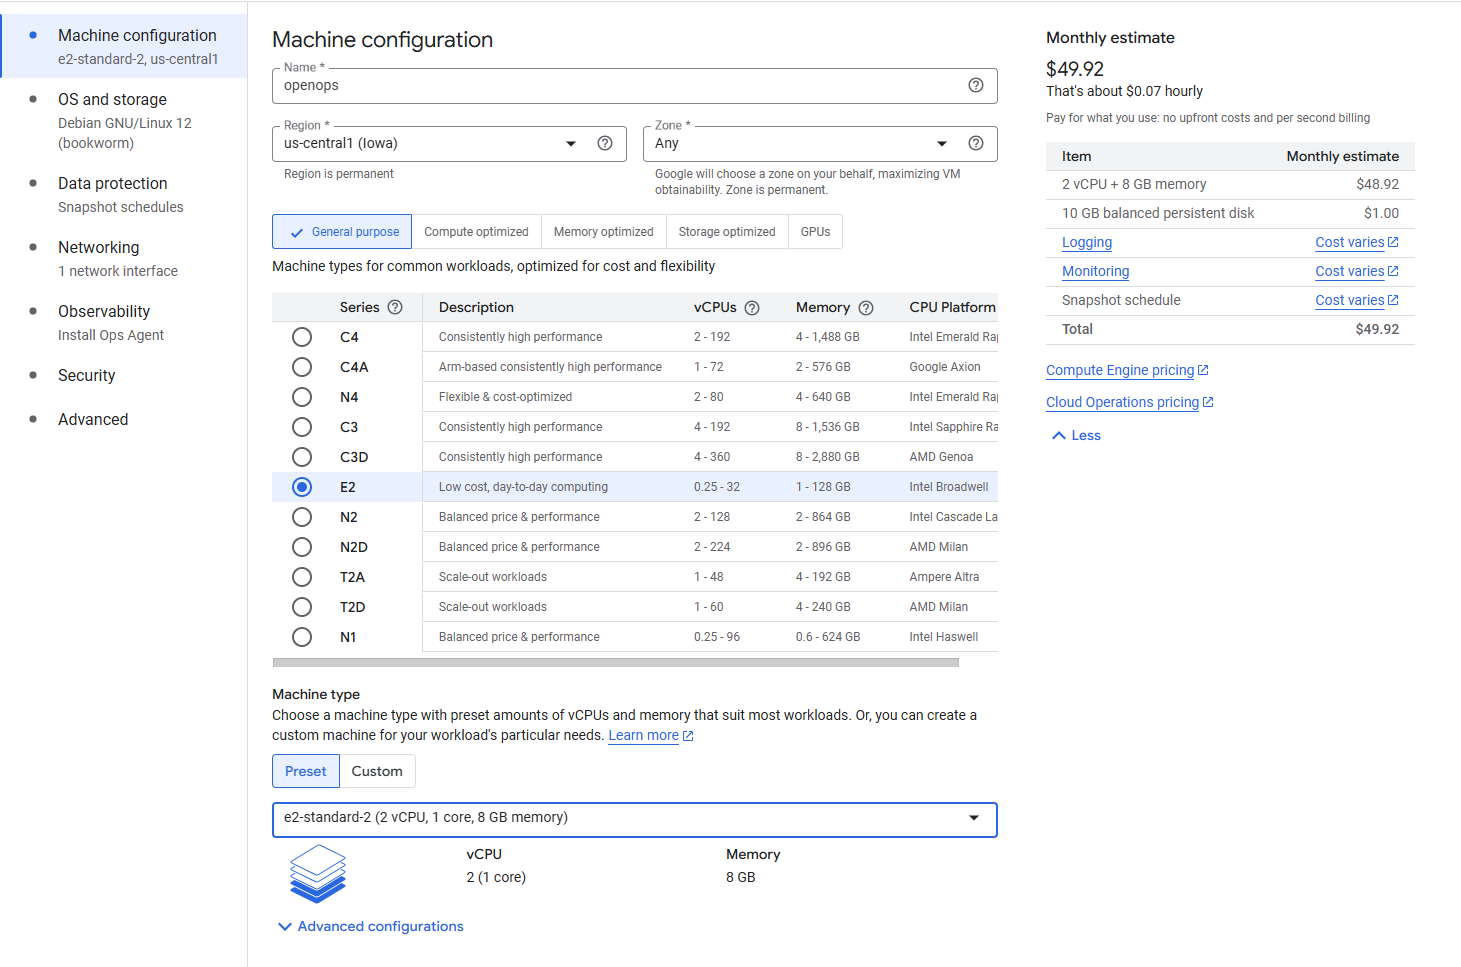 Machine configuration
e2-standard-2, us-central1
OS and storage
Debian GNU/Linux 12
(bookworm)
Data protection
Snapshot schedules
Networking
1 network interface
Observability
Install Ops Agent
Security
Advanced
Machine configuration
Name *
openops
Region *
us-central1 (Iowa)
Region is permanent
Zone *
Any
Google will choose a zone on your behalf, maximizing VM
obtainability. Zone is permanent.
General purpose Compute optimized Memory optimized Storage optimized GPUs
Machine types for common workloads, optimized for cost and flexibility
Series Description vCPUs Memory CPU Platform
C4 Consistently high performance 2 - 192 4 - 1,488 GB Intel Emerald Rap
C4A Arm-based consistently high performance 1 - 72 2 - 576 GB Google Axion
N4 Flexible & cost-optimized 2 - 80 4 - 640 GB Intel Emerald Rap
C3 Consistently high performance 4 - 192 8 - 1,536 GB Intel Sapphire Ra
C3D Consistently high performance 4 - 360 8 - 2,880 GB AMD Genoa
E2 Low cost, day-to-day computing 0.25 - 32 1 - 128 GB Intel Broadwell
N2 Balanced price & performance 2 - 128 2 - 864 GB Intel Cascade La
N2D Balanced price & performance 2 - 224 2 - 896 GB AMD Milan
T2A Scale-out workloads 1 - 48 4 - 192 GB Ampere Altra
T2D Scale-out workloads 1 - 60 4 - 240 GB AMD Milan
N1 Balanced price & performance 0.25 - 96 0.6 - 624 GB Intel Haswell
Machine type
Choose a machine type with preset amounts of vCPUs and memory that suit most workloads. Or, you can create a
custom machine for your workload's particular needs. Learn more
Preset Custom
e2-standard-2 (2 vCPU, 1 core, 8 GB memory)
vCPU Memory
2 (1 core) 8 GB
Advanced configurations
Monthly estimate
$49.92
That's about $0.07 hourly
Pay for what you use: no upfront costs and per second billing
Item Monthly estimate
2 vCPU + 8 GB memory $48.92
10 GB balanced persistent disk $1.00
Logging Cost varies
Monitoring Cost varies
Snapshot schedule Cost varies
Total $49.92
Compute Engine pricing
Cloud Operations pricing
Less